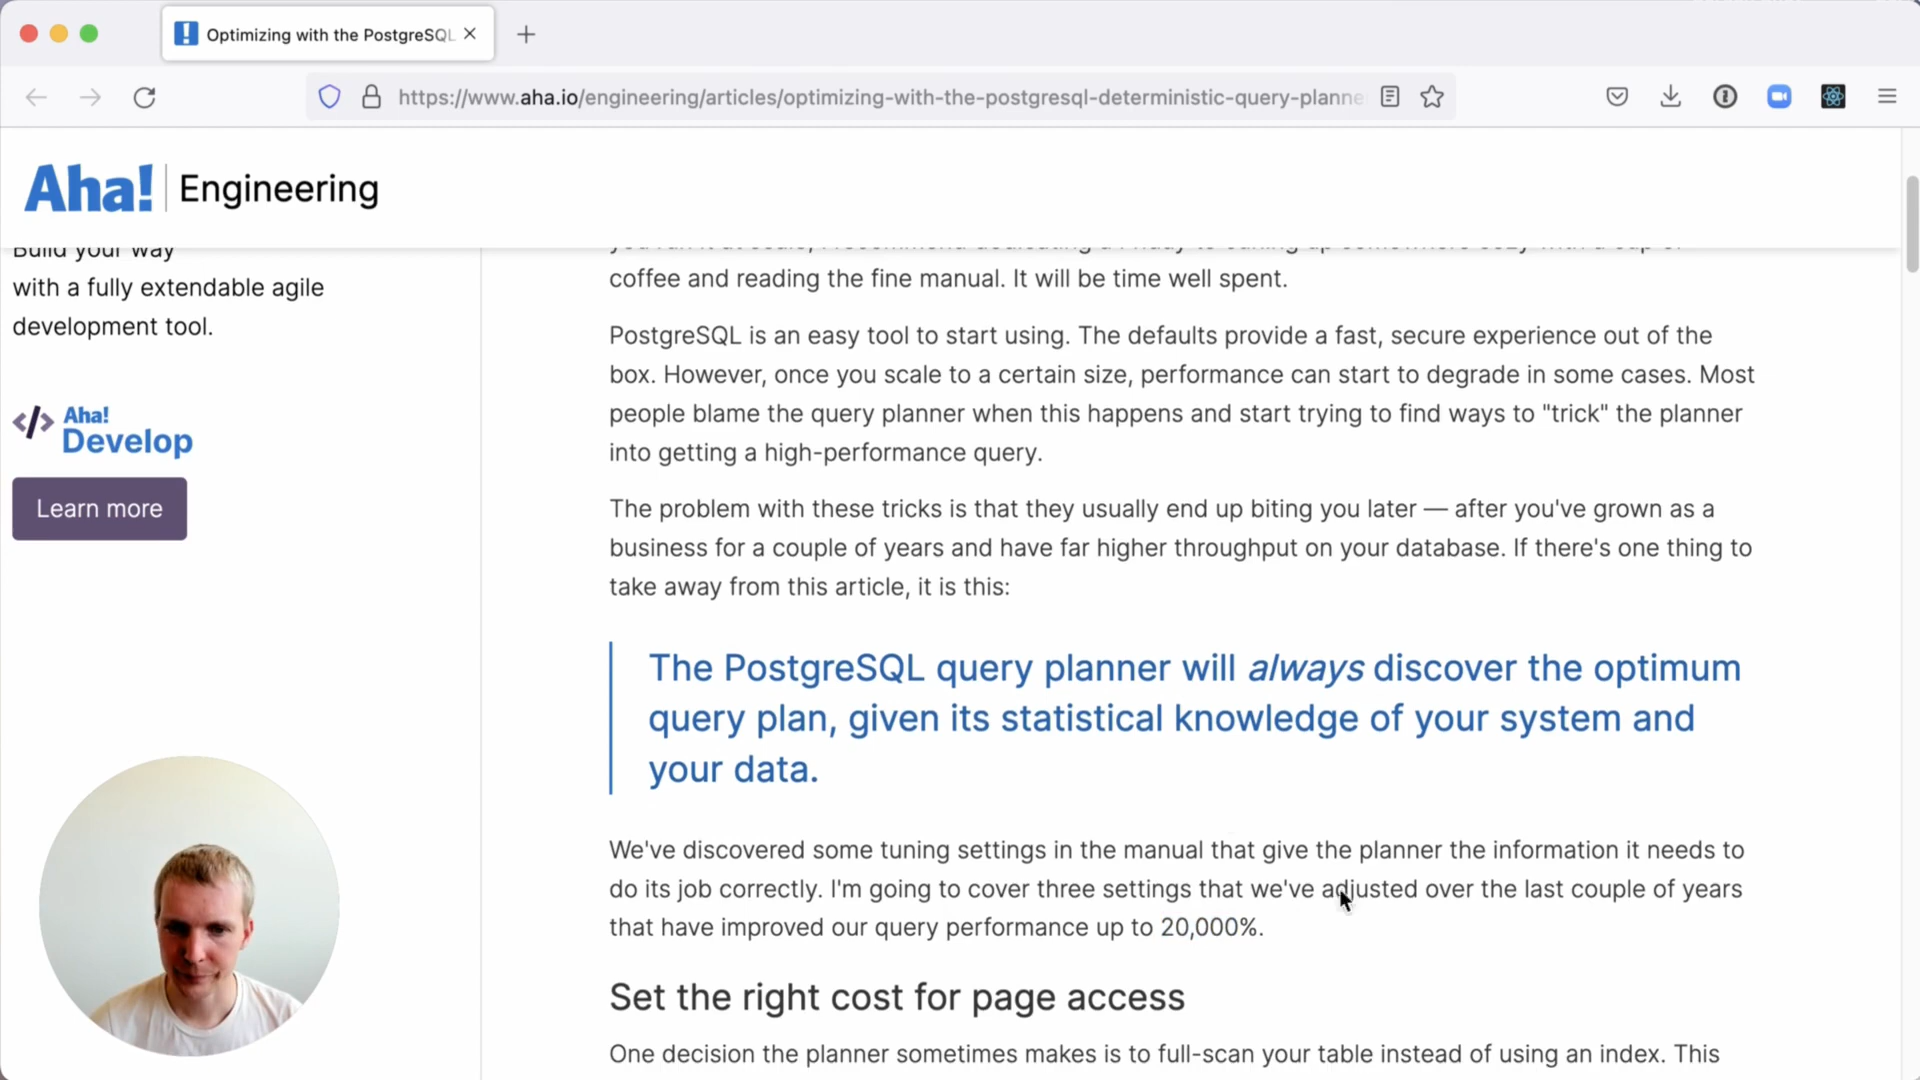 Optimizing with the PostgreSQL
https://www.aha.io/engineering/articles/optimizing-with-the-postgresql-deterministic-query-planne
Aha! Engineering
Build your way
with a fully extendable agile
development tool.
</> Aha!
Develop
Learn more
coffee and reading the fine manual. It will be time well spent.
PostgreSQL is an easy tool to start using. The defaults provide a fast, secure experience out of the
box. However, once you scale to a certain size, performance can start to degrade in some cases. Most
people blame the query planner when this happens and start trying to find ways to "trick" the planner
into getting a high-performance query.
The problem with these tricks is that they usually end up biting you later — after you've grown as a
business for a couple of years and have far higher throughput on your database. If there's one thing to
take away from this article, it is this:
The PostgreSQL query planner will always discover the optimum
query plan, given its statistical knowledge of your system and
your data.
We've discovered some tuning settings in the manual that give the planner the information it needs to
do its job correctly. I'm going to cover three settings that we've adjusted over the last couple of years
that have improved our query performance up to 20,000%.
Set the right cost for page access
One decision the planner sometimes makes is to full-scan your table instead of using an index. This